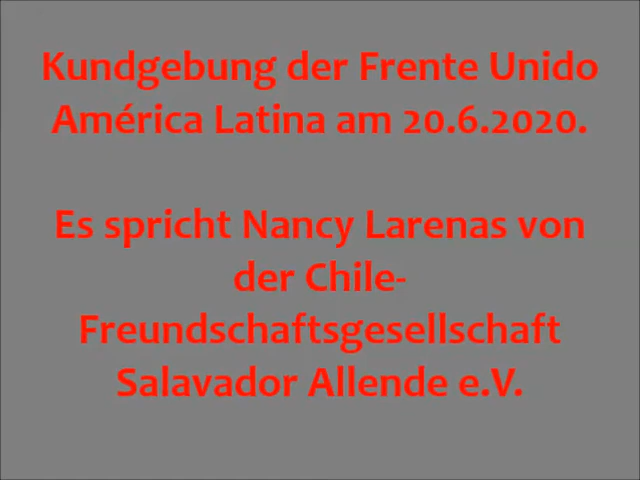 Kundgebung der Frente Unido
América Latina am 20.6.2020.
Es spricht Nancy Larenas von
der Chile-
Freundschaftsgesellschaft
Salavador Allende e.V.